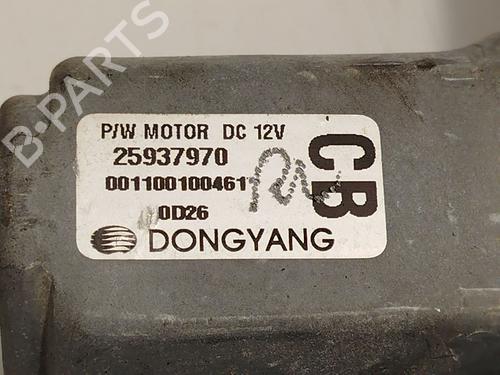 B-PARTS
P/W MOTOR DC 12V
25937970
001100100461
0D26
DONGYANG
CB